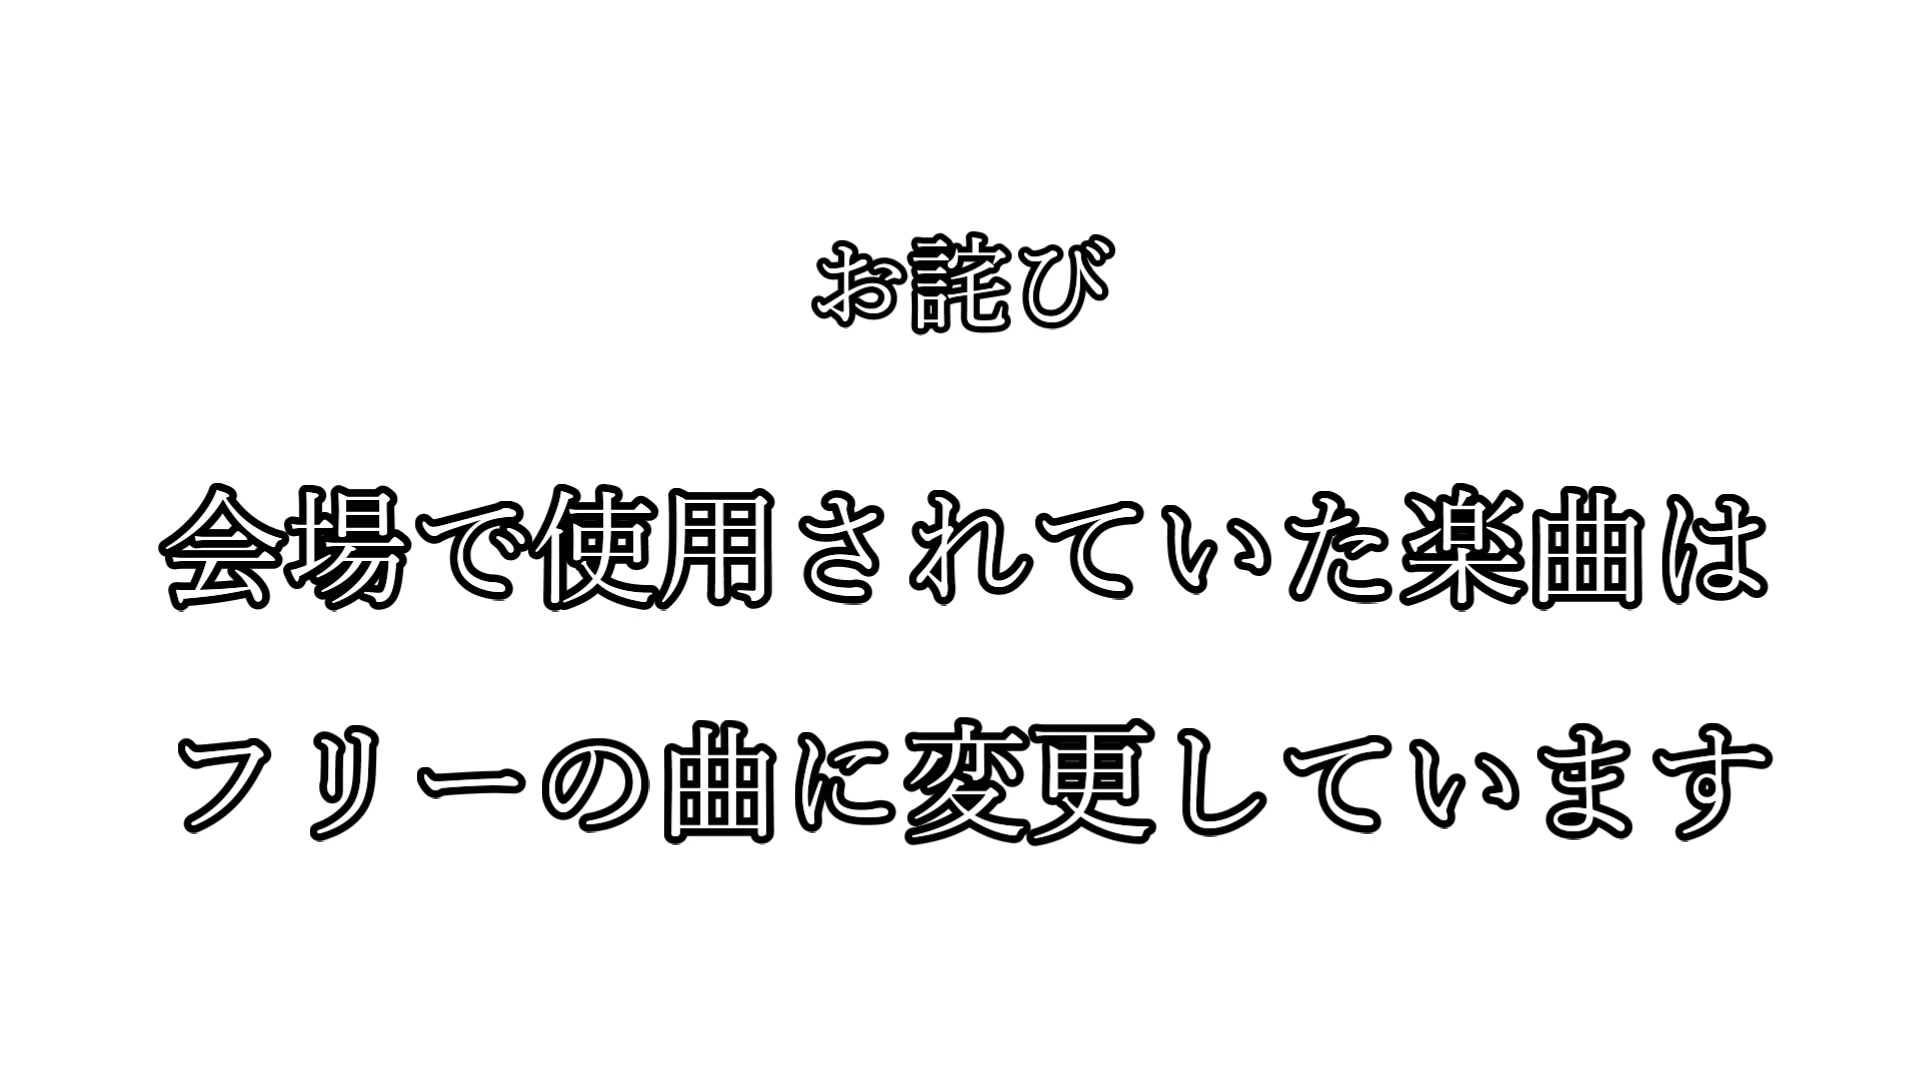 お詫び
会場で使用されていた楽曲は
フリーの曲に変更しています